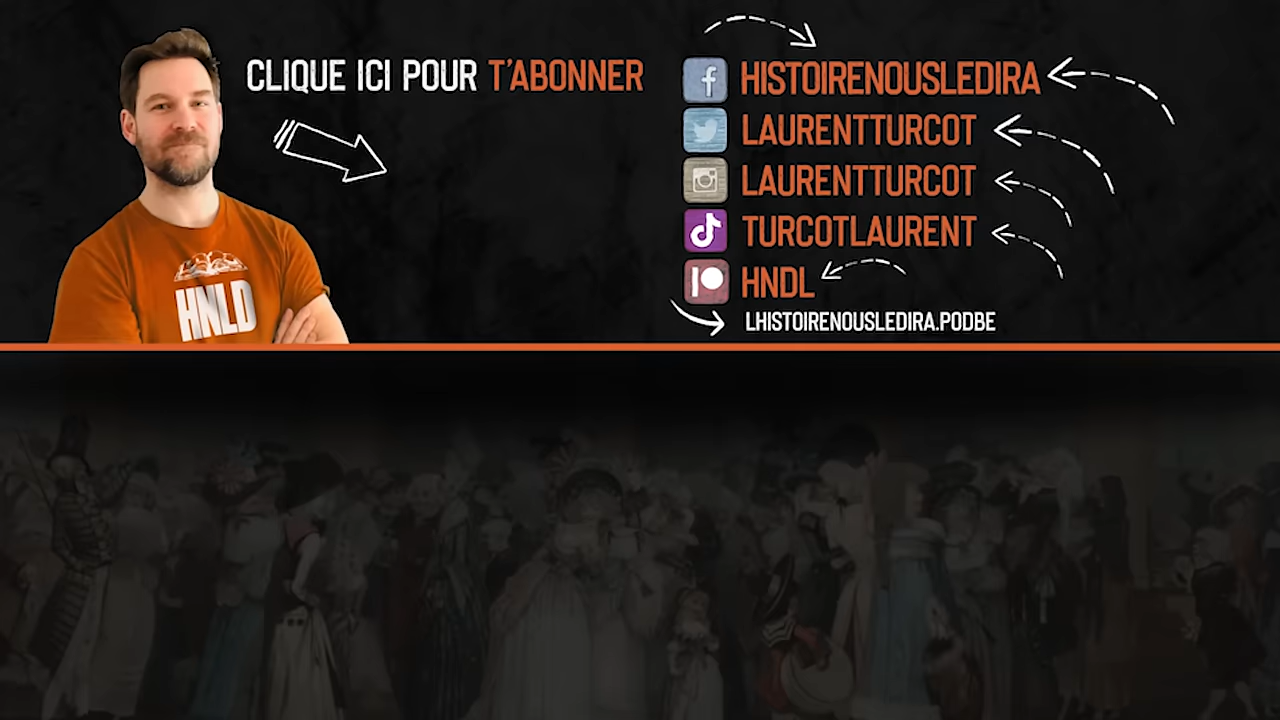 CLIQUE ICI POUR T'ABONNER
HISTOIRENOUSLEDIRA
LAURENTTURCOT
LAURENTTURCOT
TURCOTLAURENT
HNDL
LHISTOIRENOUSLEDIRA.PODBE
HNLD